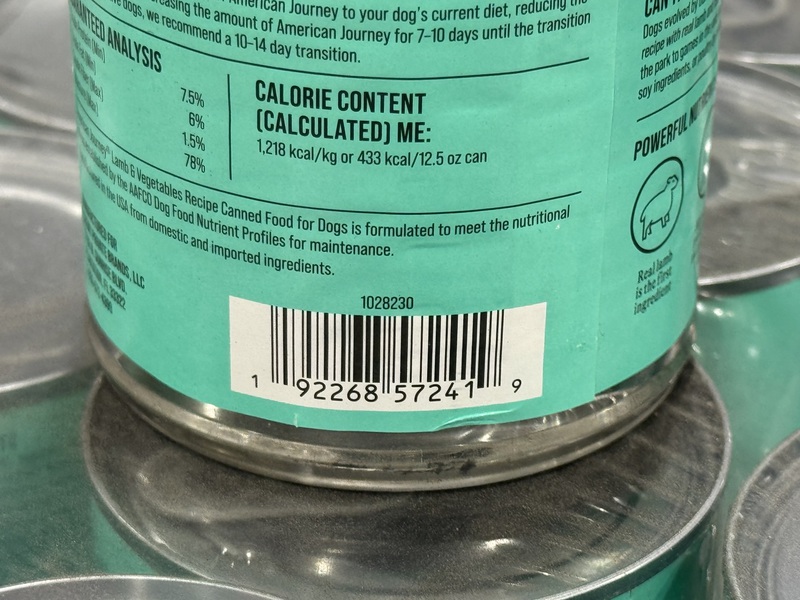 American Journey to your dog's current diet, reducing the
increasing the amount of American Journey for 7-10 days until the transition
dogs, we recommend a 10-14 day transition.
ANALYSIS
7.5%
6%
1.5%
78%
CALORIE CONTENT
(CALCULATED) ME:
1,218 kcal/kg or 433 kcal/12.5 oz can
Journey® Lamb & Vegetables Recipe Canned Food for Dogs is formulated to meet the nutritional
by the AAFCO Dog Food Nutrient Profiles for maintenance.
in the USA from domestic and imported ingredients.
FOR
BRANDS, LLC
BLVD
1028230
1 92268 57241 9
Dogs evolved
recipe with real
the park to games in
soy ingredients, or
POWERFUL
Real lamb
is the first
ingredient